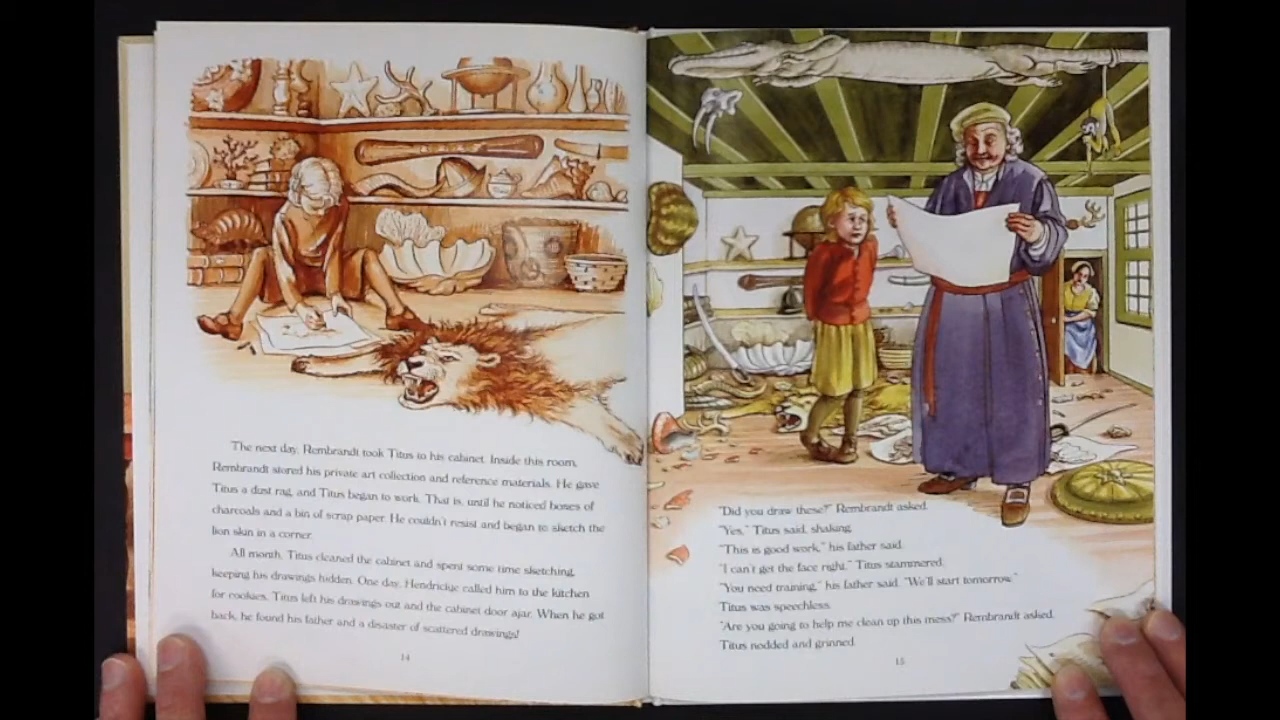 The next day, Rembrandt took Titus to his cabinet. Inside this room,
Rembrandt stored his private art collection and reference materials. He gave
Titus a dust rag, and Titus began to work. That is, until he noticed boxes of
charcoals and a bin of scrap paper. He couldn't resist and began to sketch the
lion skin in a corner.
All month, Titus cleaned the cabinet and spent some time sketching,
keeping his drawings hidden. One day, Hendrickje called him to the kitchen
for cookies. Titus left his drawings out and the cabinet door ajar. When he got
back, he found his father and a disaster of scattered drawings!
14
"Did you draw these?" Rembrandt asked.
"Yes," Titus said, shaking.
"This is good work," his father said.
"I can't get the face right," Titus stammered.
"You need training," his father said. "We'll start tomorrow."
Titus was speechless.
"Are you going to help me clean up this mess?" Rembrandt asked.
Titus nodded and grinned.
15